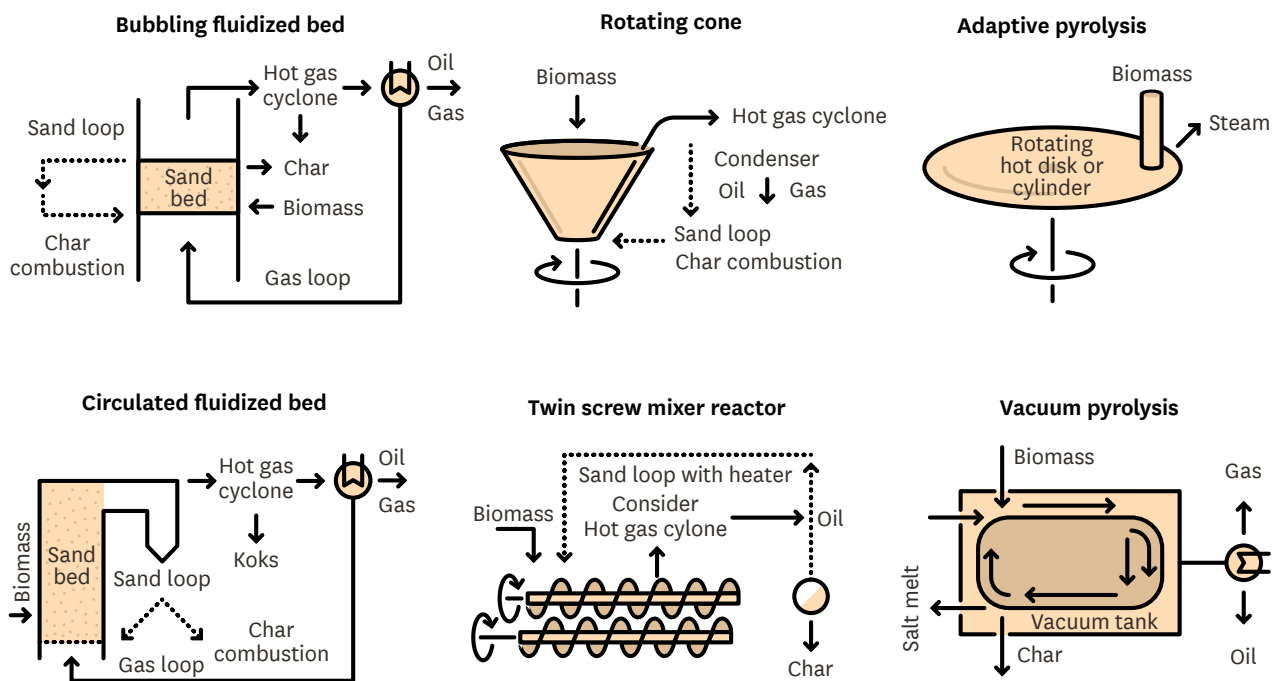 Bubbling fluidized bed
Sand loop
Char
combustion
Sand
bed
Hot gas
cyclone
Oil
Gas
Char
Biomass
Gas loop
Rotating cone
Biomass
Hot gas cyclone
Condenser
Oil Gas
Sand loop
Char combustion
Adaptive pyrolysis
Biomass
Steam
Rotating
hot disk or
cylinder
Circulated fluidized bed
Biomass
Sand
bed
Hot gas
cyclone
Oil
Gas
Koks
Sand loop
Gas loop
Char
combustion
Twin screw mixer reactor
Sand loop with heater
Consider
Hot gas cylone
Biomass
Oil
Char
Vacuum pyrolysis
Biomass
Gas
Salt melt
Vacuum tank
Char
Oil